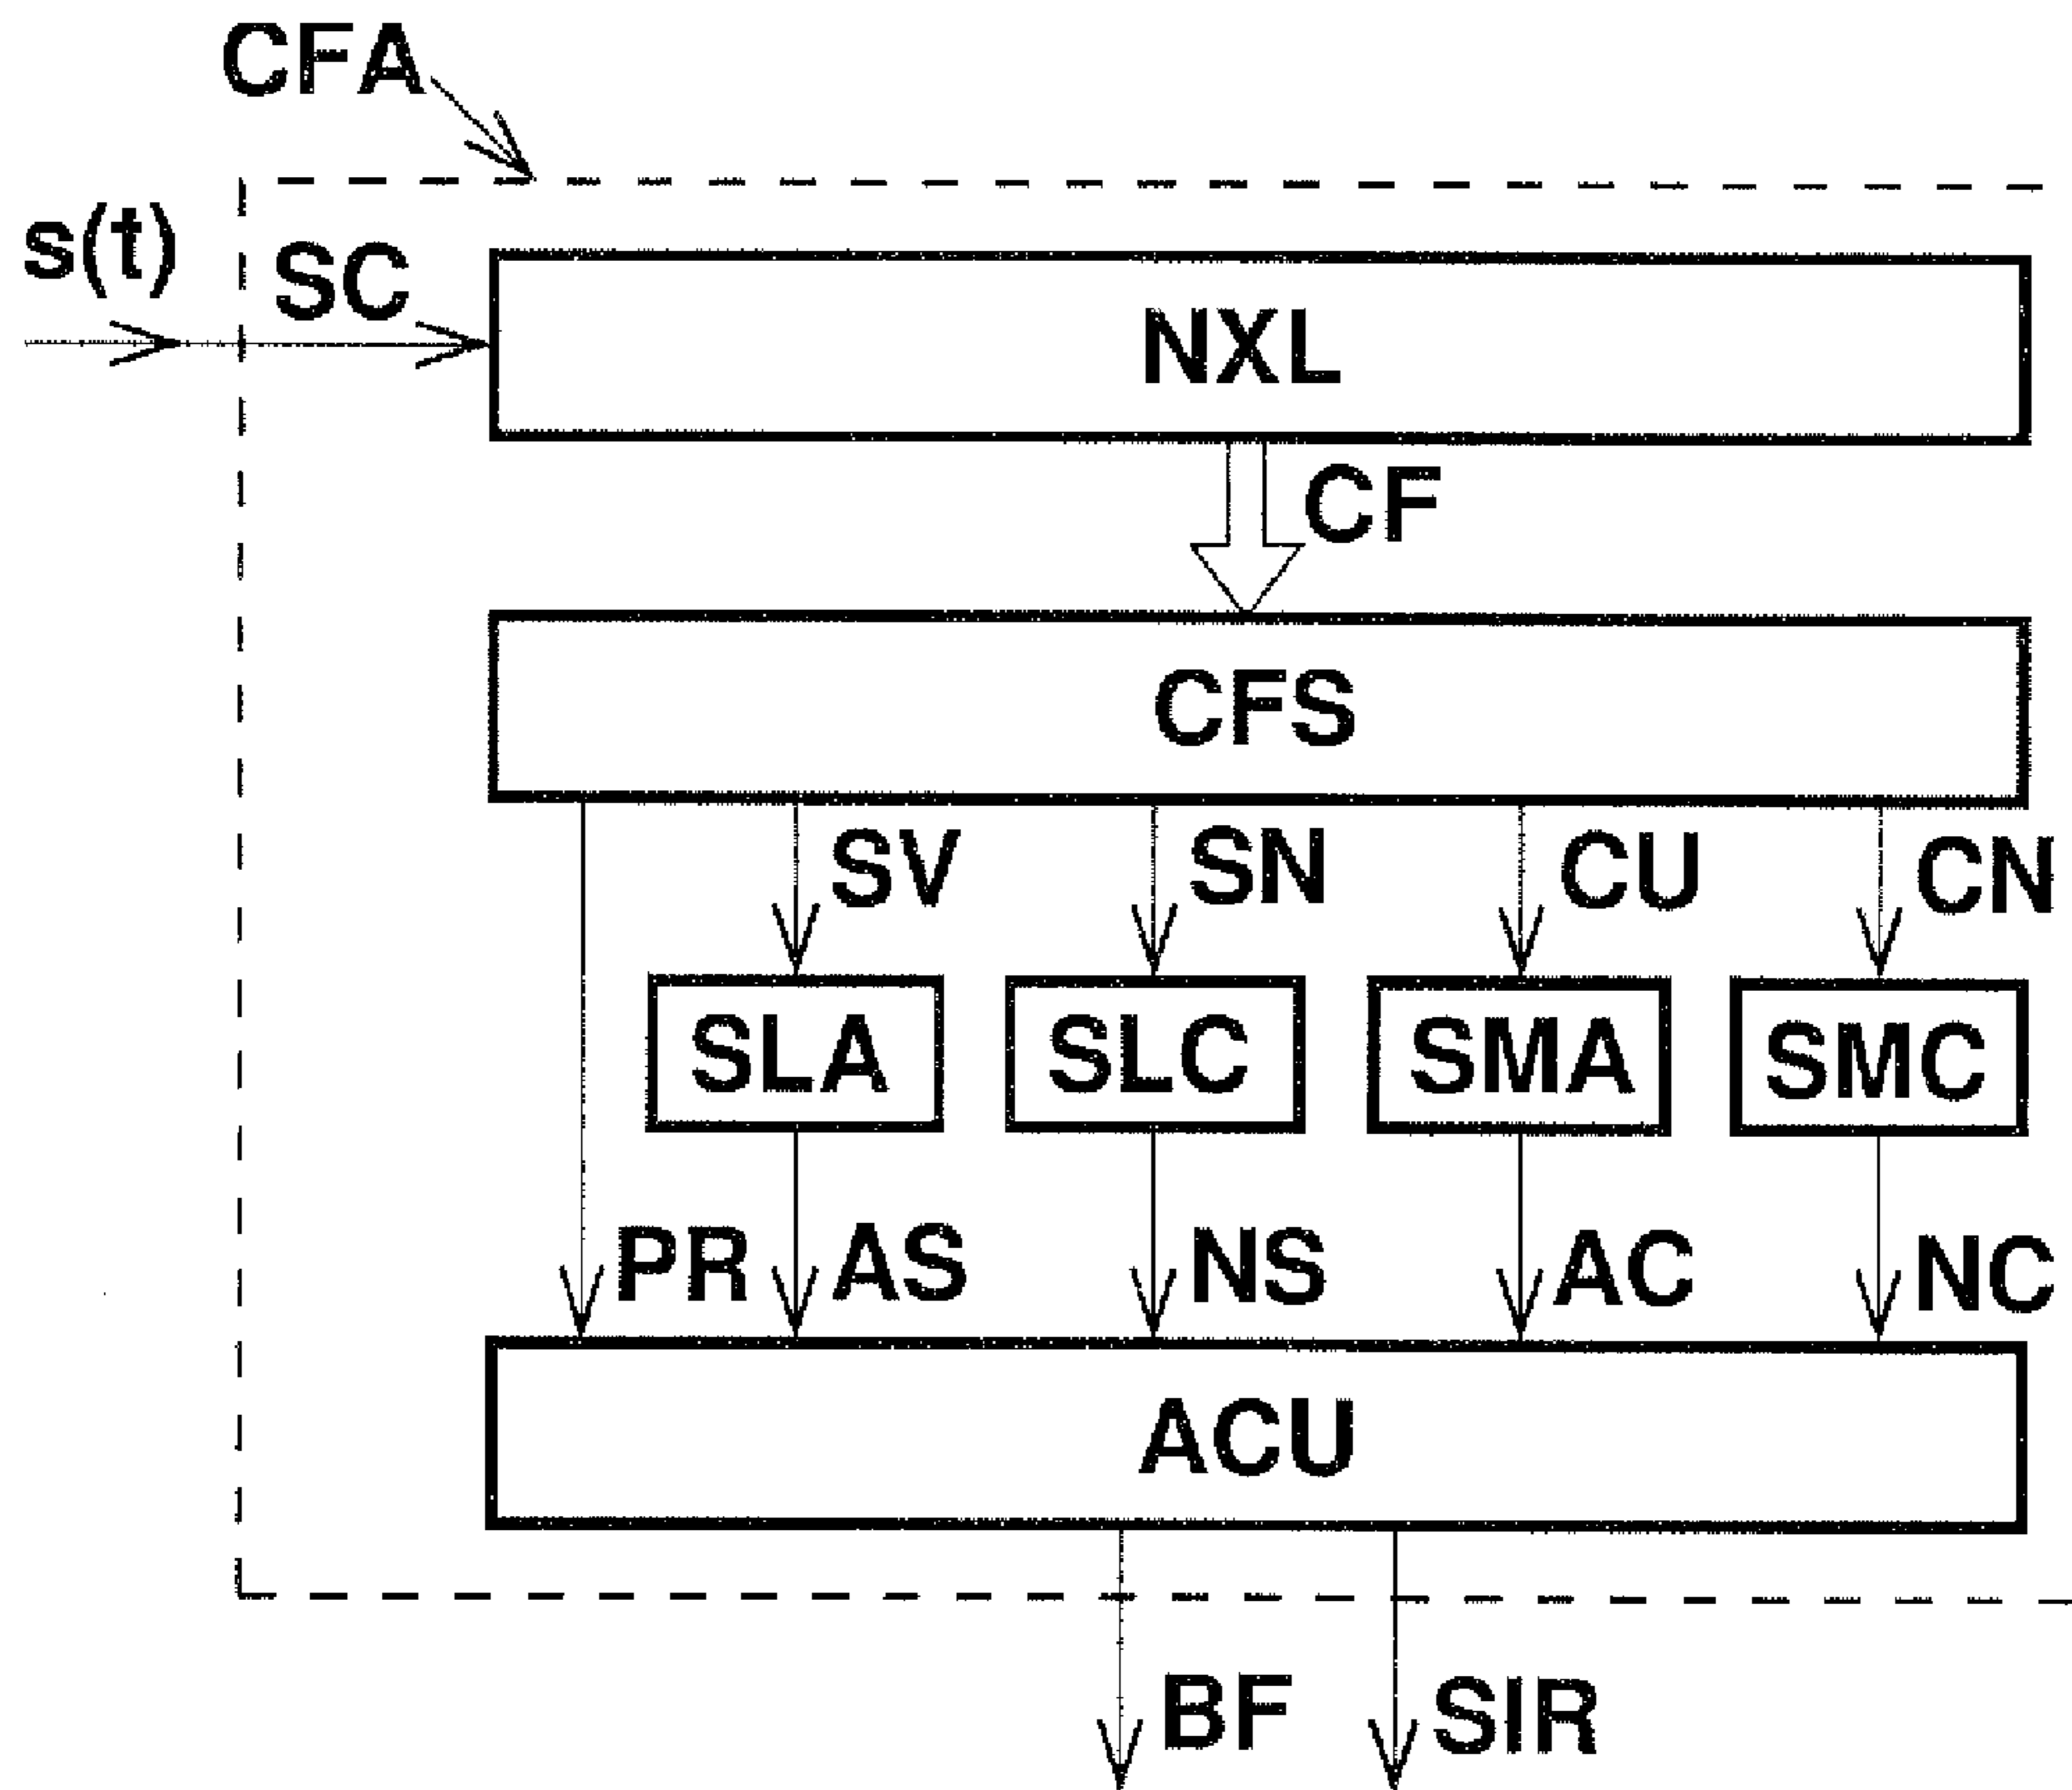 CFA
s(t)
SC
NXL
CF
CFS
SV SN CU CN
SLA SLC SMA SMC
PR AS NS AC NC
ACU
BF SIR